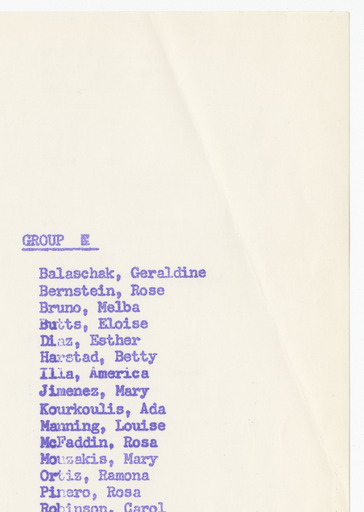 GROUP E
Balaschak, Geraldine
Bernstein, Rose
Bruno, Melba
Butts, Eloise
Diaz, Esther
Harstad, Betty
Illa, America
Jimenez, Mary
Kourkoulis, Ada
Manning, Louise
McFaddin, Rosa
Mouzakis, Mary
Ortiz, Ramona
Pinero, Rosa
Robinson, Carol